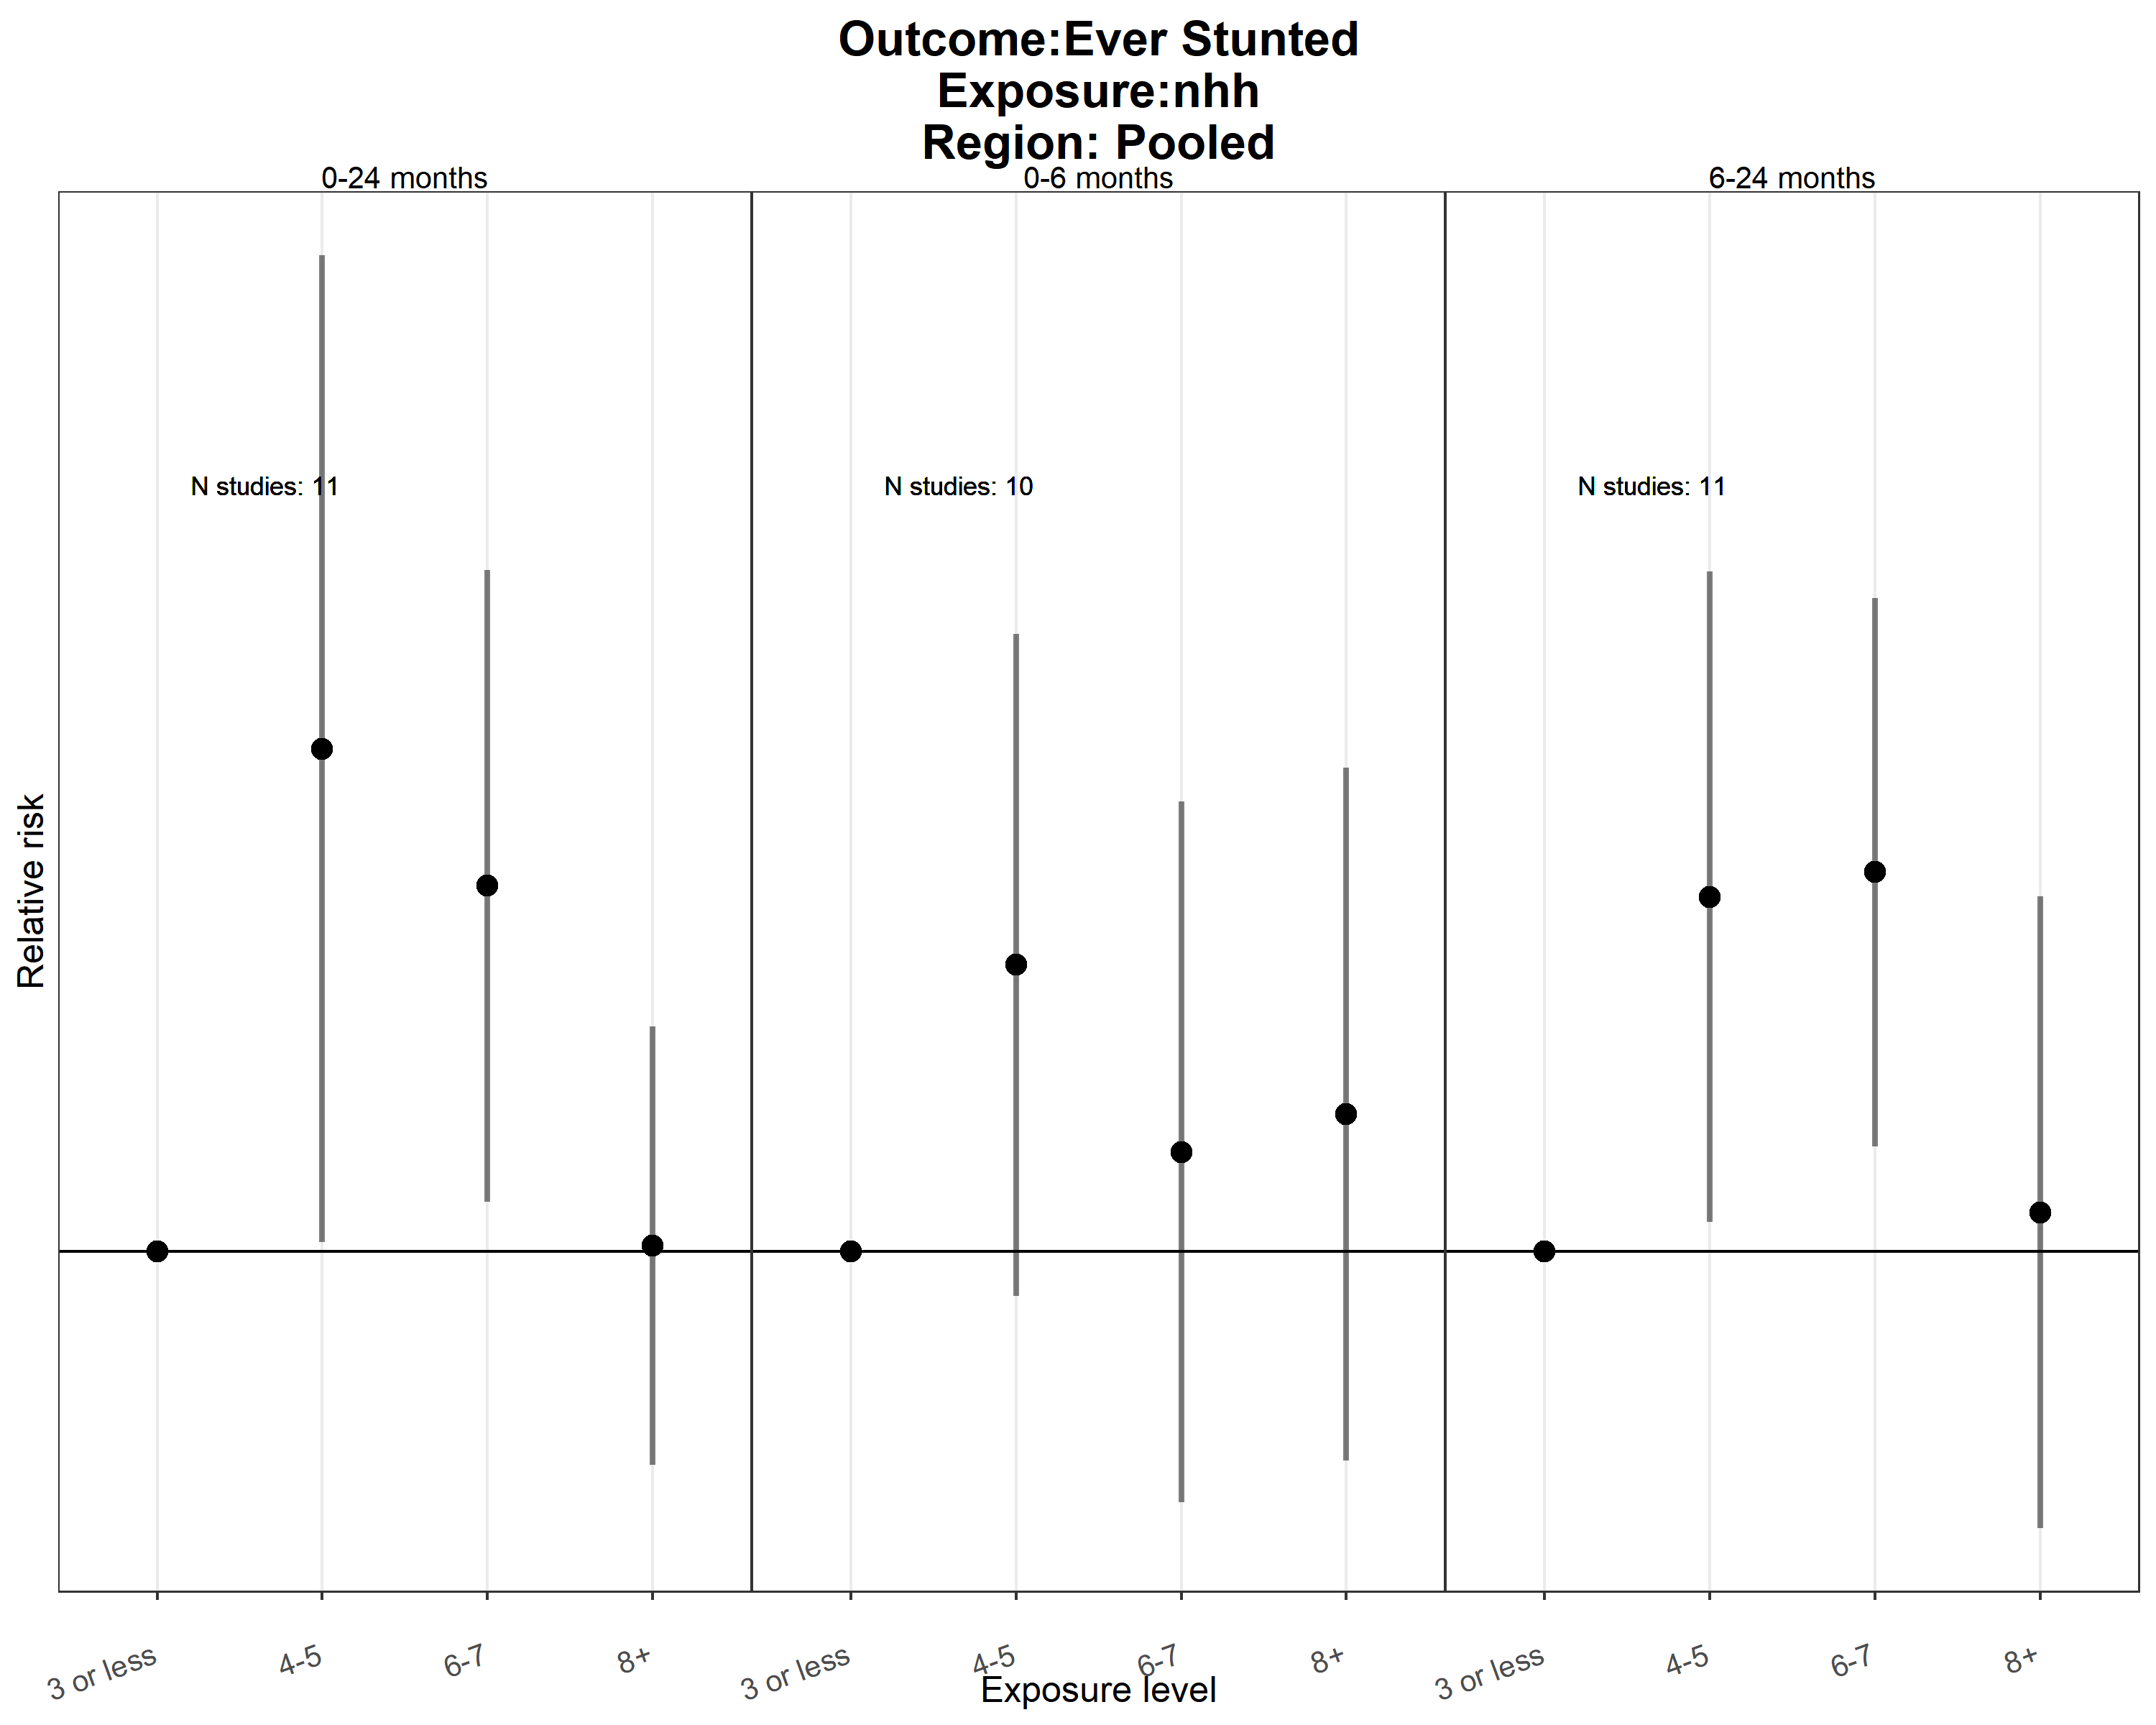 Outcome:Ever Stunted
Exposure:nhh
Region: Pooled
0-24 months
0-6 months
6-24 months
N studies: 11
N studies: 10
N studies: 11
Relative risk
3 or less
4-5
6-7
8+
3 or less
4-5
6-7
8+
3 or less
4-5
6-7
8+
Exposure level